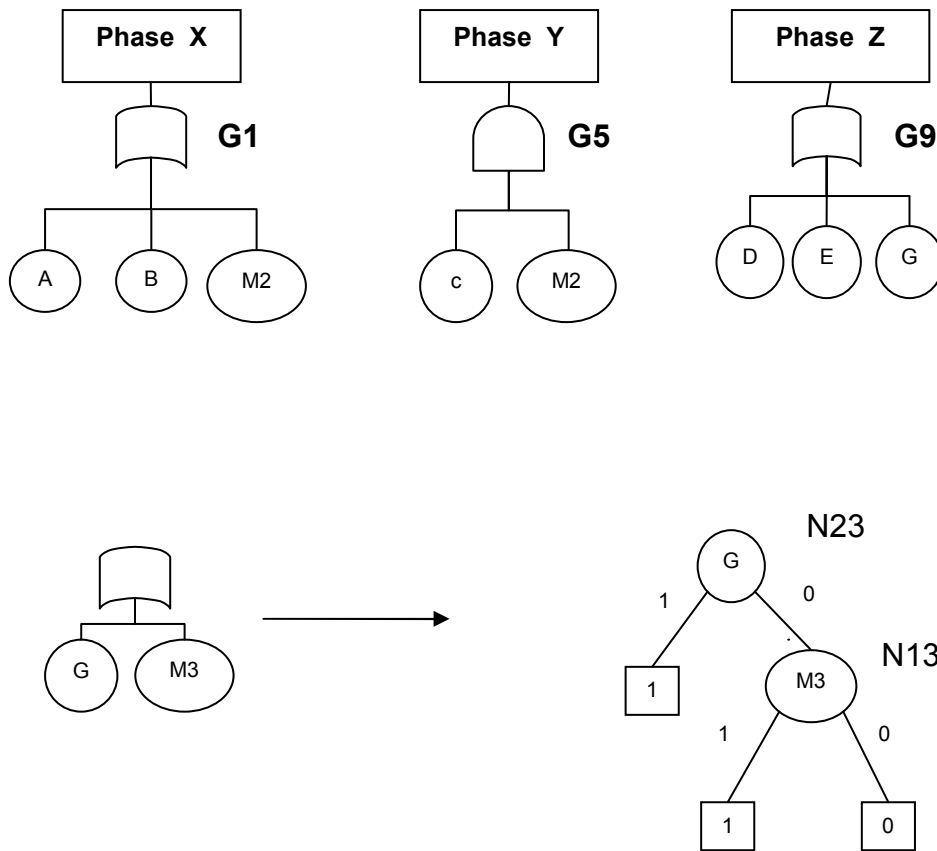 Phase X Phase Y Phase Z
G1 G5 G9
A B M2 c M2 D E G
N23
G
1 0
G M3 1 M3 N13
1 0
1 0